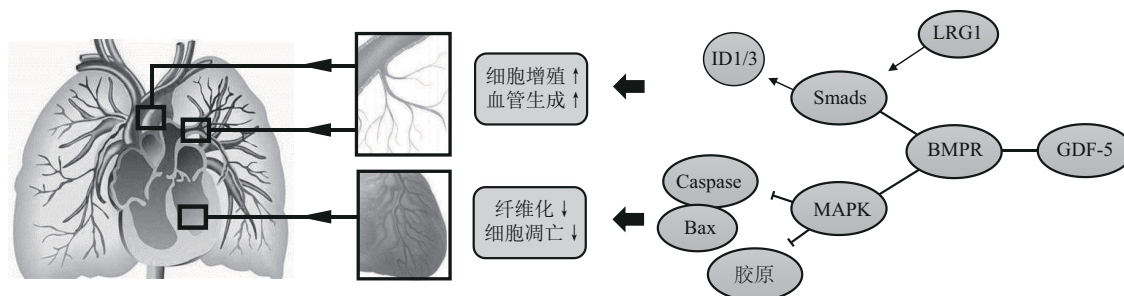 细胞增殖↑
血管生成↑
纤维化↓
细胞凋亡↓
LRG1
ID1/3
Smads
BMPR
GDF-5
Caspase
MAPK
Bax
胶原